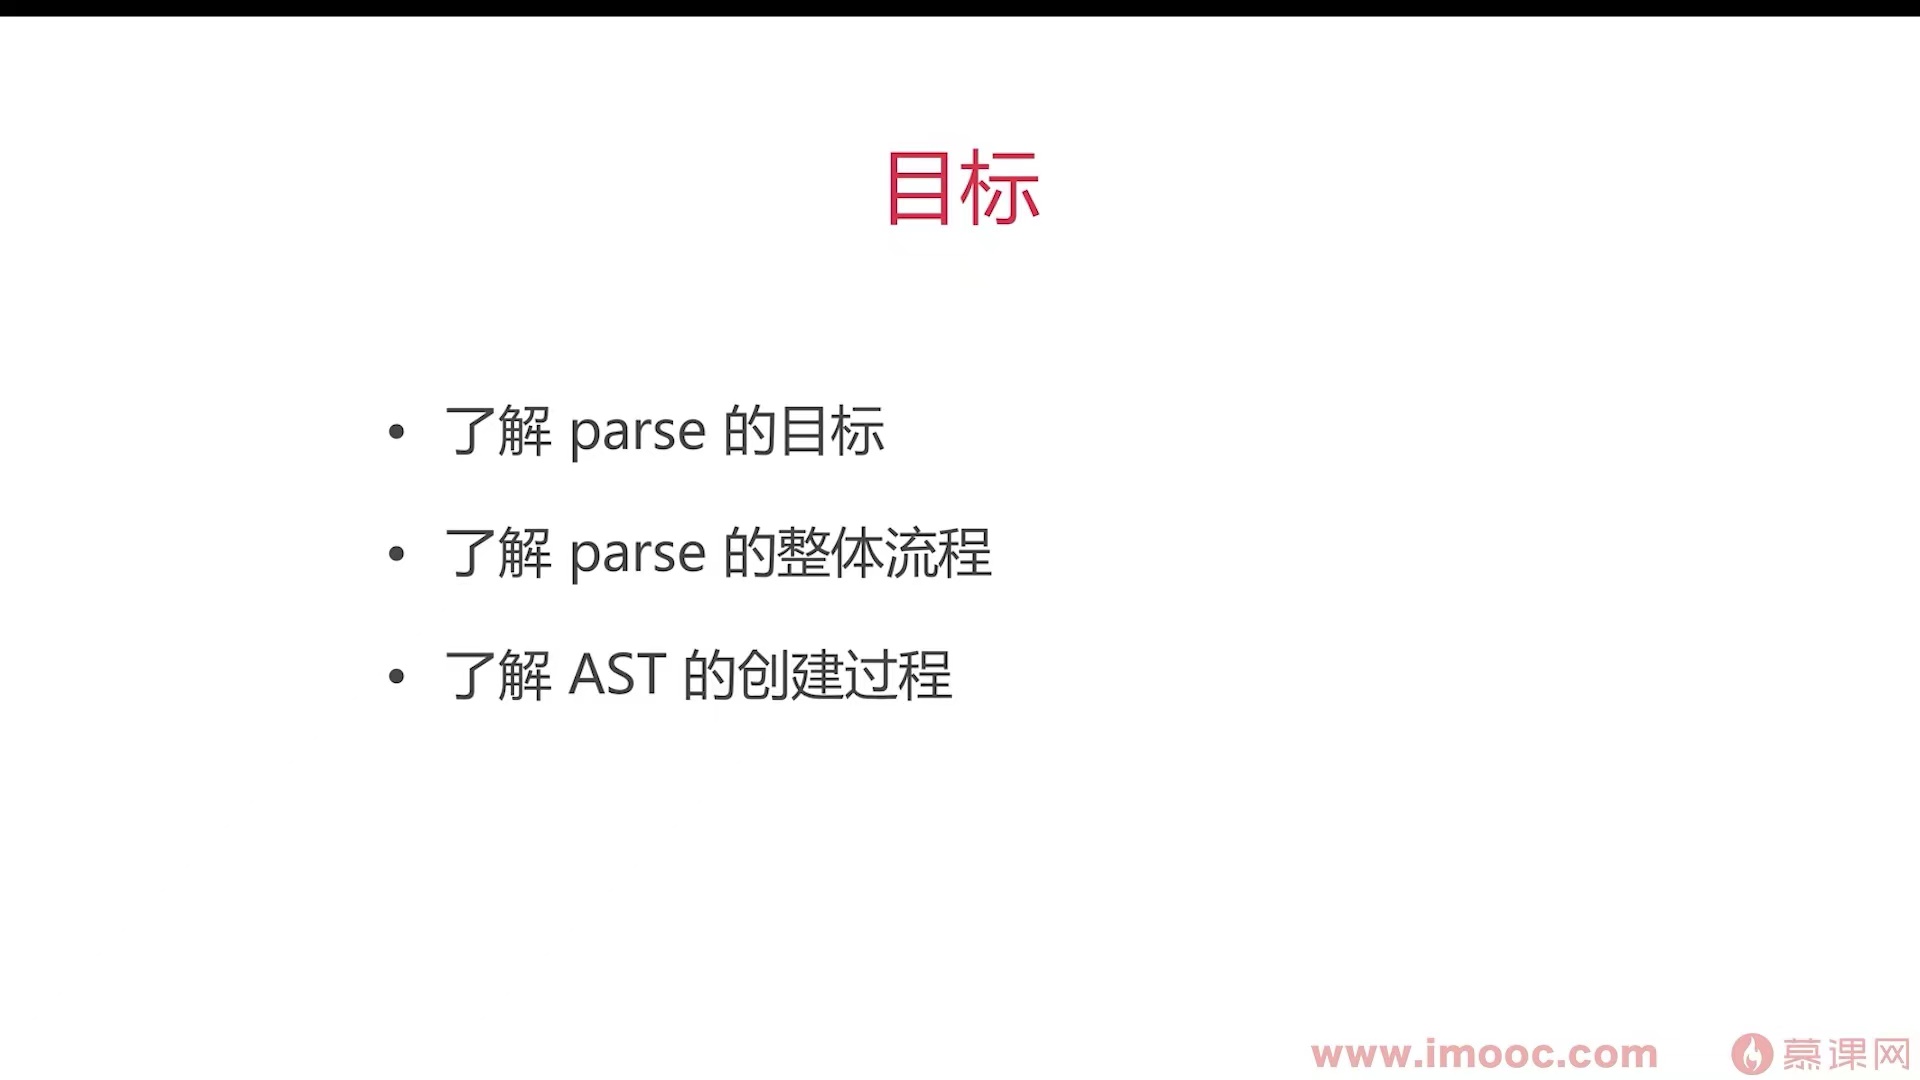 目标
• 了解 parse 的目标
• 了解 parse 的整体流程
• 了解 AST 的创建过程
www.imooc.com 慕课网